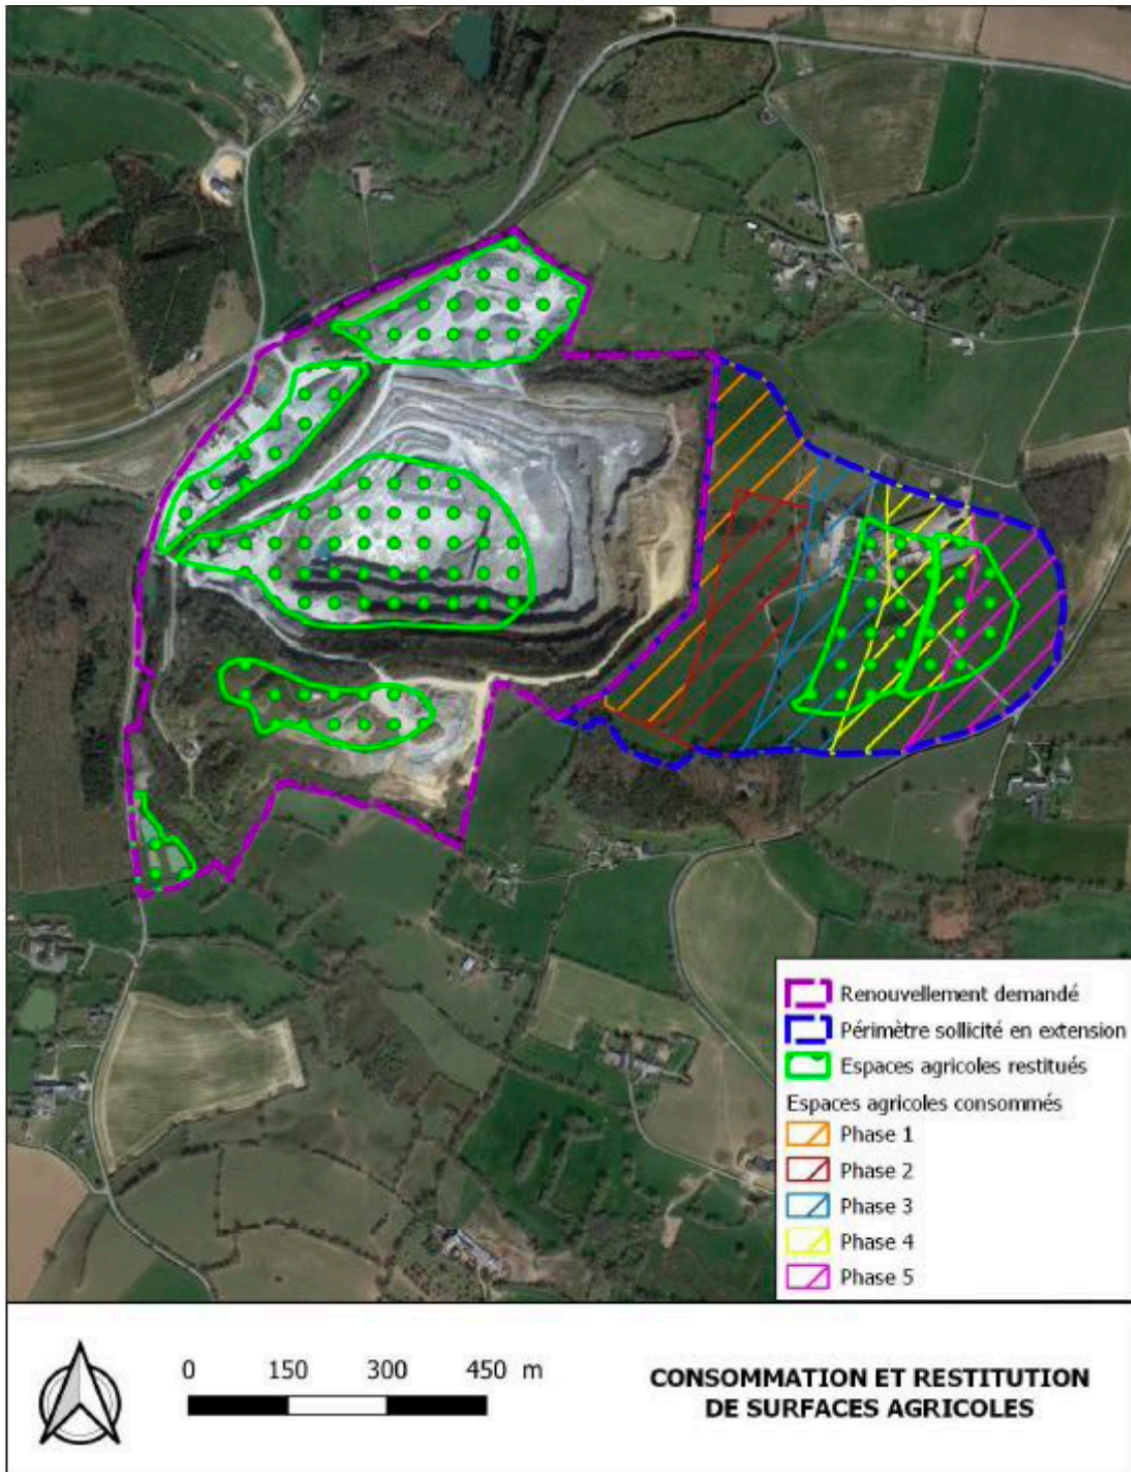 Renouvellement demandé
Périmètre sollicité en extension
Espaces agricoles restitués
Espaces agricoles consommés
Phase 1
Phase 2
Phase 3
Phase 4
Phase 5
0 150 300 450 m
CONSOMMATION ET RESTITUTION
DE SURFACES AGRICOLES